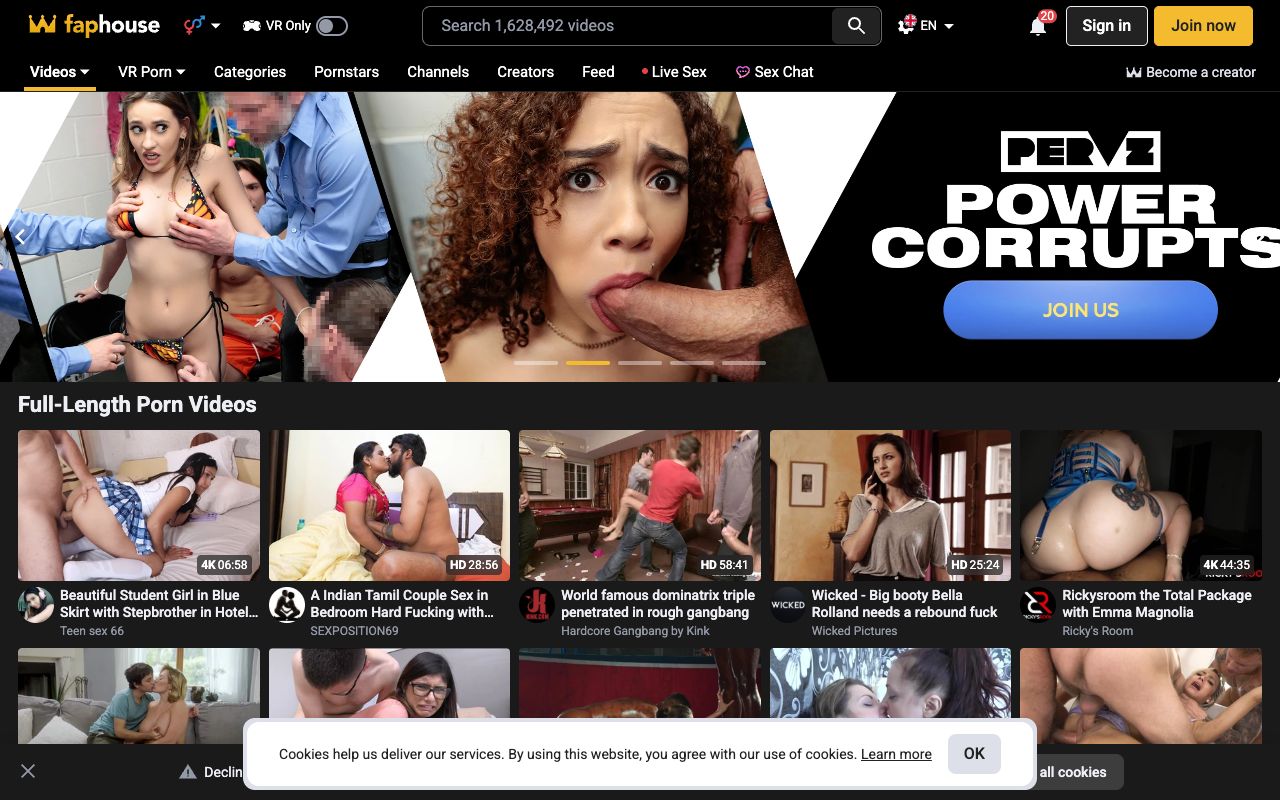 faphouse
VR Only
Search 1,628,492 videos
EN
20
Sign in
Join now
Videos
VR Porn
Categories
Pornstars
Channels
Creators
Feed
Live Sex
Sex Chat
Become a creator
PERVZ
POWER
CORRUPTS
JOIN US
Full-Length Porn Videos
4K 06:58
HD 28:56
HD 58:41
WICKED
HD 25:24
4K 44:35
Beautiful Student Girl in Blue
Skirt with Stepbrother in Hotel...
Teen sex 66
A Indian Tamil Couple Sex in
Bedroom Hard Fucking with...
SEXPOSITION69
World famous dominatrix triple
penetrated in rough gangbang
Hardcore Gangbang by Kink
Wicked - Big booty Bella
Rolland needs a rebound fuck
Wicked Pictures
Rickysroom the Total Package
with Emma Magnolia
Ricky's Room
Cookies help us deliver our services. By using this website, you agree with our use of cookies. Learn more
OK
Declin
all cookies